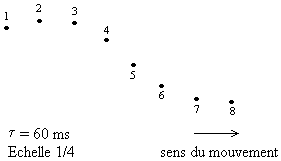 1 2 3
4
5
6
7 8
τ = 60 ms
Echelle 1/4 sens du mouvement